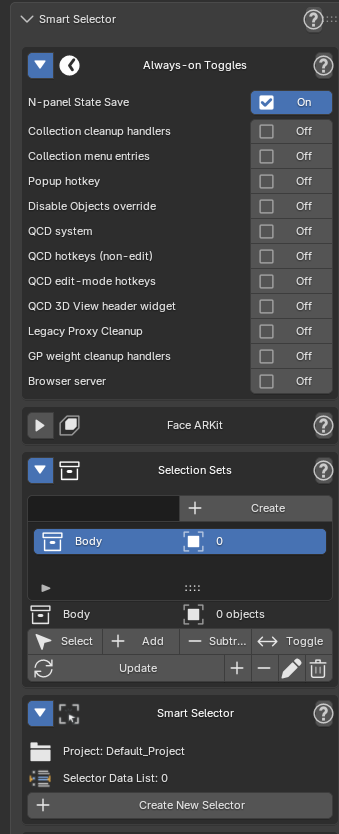 Smart Selector
Always-on Toggles
N-panel State Save On
Collection cleanup handlers Off
Collection menu entries Off
Popup hotkey Off
Disable Objects override Off
QCD system Off
QCD hotkeys (non-edit) Off
QCD edit-mode hotkeys Off
QCD 3D View header widget Off
Legacy Proxy Cleanup Off
GP weight cleanup handlers Off
Browser server Off
Face ARKit
Selection Sets
Create
Body 0
Body 0 objects
Select Add Subtr... Toggle
Update
Smart Selector
Project: Default_Project
Selector Data List: 0
Create New Selector